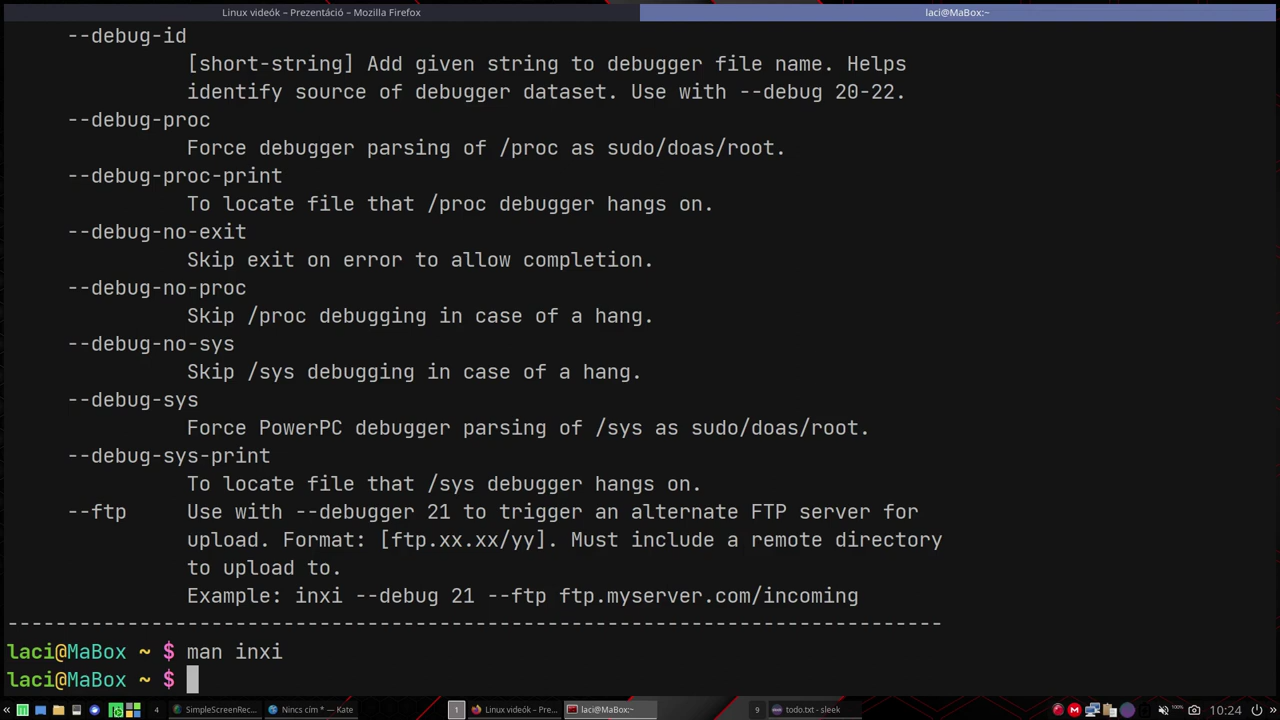 Linux videók – Prezentáció – Mozilla Firefox
laci@MaBox:~
--debug-id
[short-string] Add given string to debugger file name. Helps
identify source of debugger dataset. Use with --debug 20-22.
--debug-proc
Force debugger parsing of /proc as sudo/doas/root.
--debug-proc-print
To locate file that /proc debugger hangs on.
--debug-no-exit
Skip exit on error to allow completion.
--debug-no-proc
Skip /proc debugging in case of a hang.
--debug-no-sys
Skip /sys debugging in case of a hang.
--debug-sys
Force PowerPC debugger parsing of /sys as sudo/doas/root.
--debug-sys-print
To locate file that /sys debugger hangs on.
--ftp Use with --debugger 21 to trigger an alternate FTP server for
upload. Format: [ftp.xx.xx/yy]. Must include a remote directory
to upload to.
Example: inxi --debug 21 --ftp ftp.myserver.com/incoming
------------------------------------------------------------------------------
laci@MaBox ~ $ man inxi
laci@MaBox ~ $
« 4 SimpleScreenRec... Nincs cím * — Kate 1 Linux videók – Pre... laci@MaBox:~ 9 todo.txt - sleek 100% 10:24 »